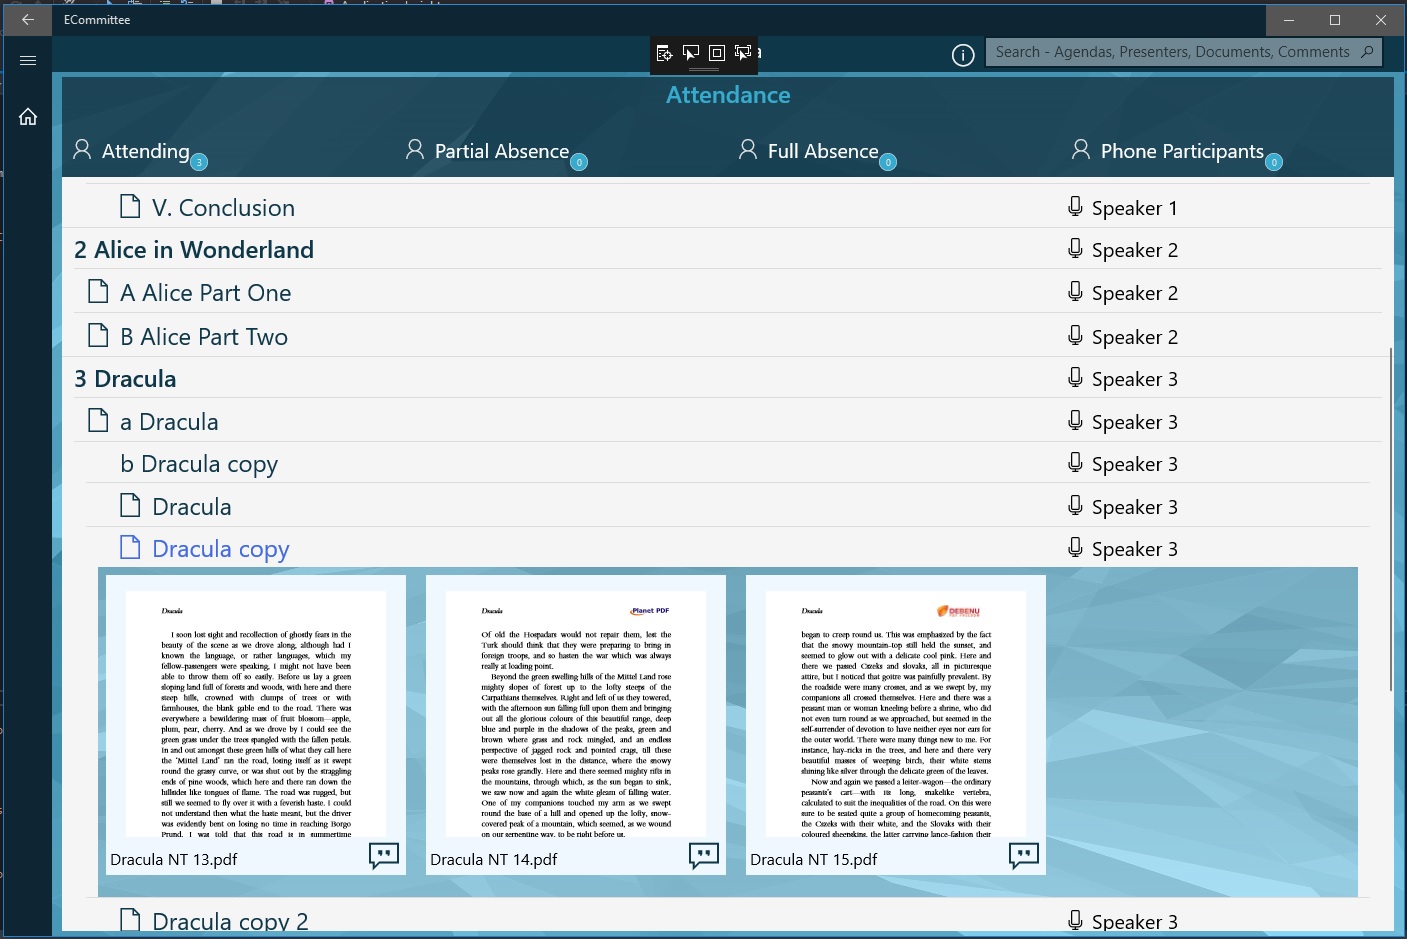 ECommittee
Search - Agendas, Presenters, Documents, Comments
Attendance
Attending 3
Partial Absence 0
Full Absence 0
Phone Participants 0
V. Conclusion Speaker 1
2 Alice in Wonderland Speaker 2
A Alice Part One Speaker 2
B Alice Part Two Speaker 2
3 Dracula Speaker 3
a Dracula Speaker 3
b Dracula copy Speaker 3
Dracula Speaker 3
Dracula copy Speaker 3
Dracula
I soon lost sight and recollection of ghostly fears in the
beauty of the scene as we drove along, although had I
known the language, or rather languages, which my
fellow-passengers were speaking, I might not have been
able to throw them off so easily. Before us lay a green
sloping land full of forests and woods, with here and there
steep hills, crowned with clumps of trees or with
farmhouses, the blank gable end to the road. There was
everywhere a bewildering mass of fruit blossom—apple,
plum, pear, cherry. And as we drove by I could see the
green grass under the trees spangled with the fallen petals.
In and out amongst these green hills of what they call here
the 'Mittel Land' ran the road, losing itself as it swept
round the grassy curve, or was shut out by the straggling
ends of pine woods, which here and there ran down the
hillsides like tongues of flame. The road was rugged, but
still we seemed to fly over it with a feverish haste. I could
not understand then what the haste meant, but the driver
was evidently bent on losing no time in reaching Borgo
Prund. I was told that this road is in summertime
Dracula NT 13.pdf
Dracula
Planet PDF
Of old the Hospadars would not repair them, lest the
Turk should think that they were preparing to bring in
foreign troops, and so hasten the war which was always
really at loading point.
Beyond the green swelling hills of the Mittel Land rose
mighty slopes of forest up to the lofty steeps of the
Carpathians themselves. Right and left of us they towered,
with the afternoon sun falling full upon them and bringing
out all the glorious colours of this beautiful range, deep
blue and purple in the shadows of the peaks, green and
brown where grass and rock mingled, and an endless
perspective of jagged rock and pointed crags, till these
were themselves lost in the distance, where the snowy
peaks rose grandly. Here and there seemed mighty rifts in
the mountains, through which, as the sun began to sink,
we saw now and again the white gleam of falling water.
One of my companions touched my arm as we swept
round the base of a hill and opened up the lofty, snow-
covered peak of a mountain, which seemed, as we wound
on our serpentine way, to be right before us.
Dracula NT 14.pdf
Dracula
DEBENU
began to creep round us. This was emphasized by the fact
that the snowy mountain-top still held the sunset, and
seemed to glow out with a delicate cool pink. Here and
there we passed Cszeks and slovaks, all in picturesque
attire, but I noticed that goitre was painfully prevalent. By
the roadside were many crosses, and as we swept by, my
companions all crossed themselves. Here and there was a
peasant man or woman kneeling before a shrine, who did
not even turn round as we approached, but seemed in the
self-surrender of devotion to have neither eyes nor ears for
the outer world. There were many things new to me. For
instance, hay-ricks in the trees, and here and there very
beautiful masses of weeping birch, their white stems
shining like silver through the delicate green of the leaves.
Now and again we passed a leiter-wagon—the ordinary
peasants's cart—with its long, snakelike vertebra,
calculated to suit the inequalities of the road. On this were
sure to be seated quite a group of homecoming peasants,
the Cszeks with their white, and the Slovaks with their
coloured sheepskins, the latter carrying lance-fashion their
Dracula NT 15.pdf
Dracula copy 2 Speaker 3